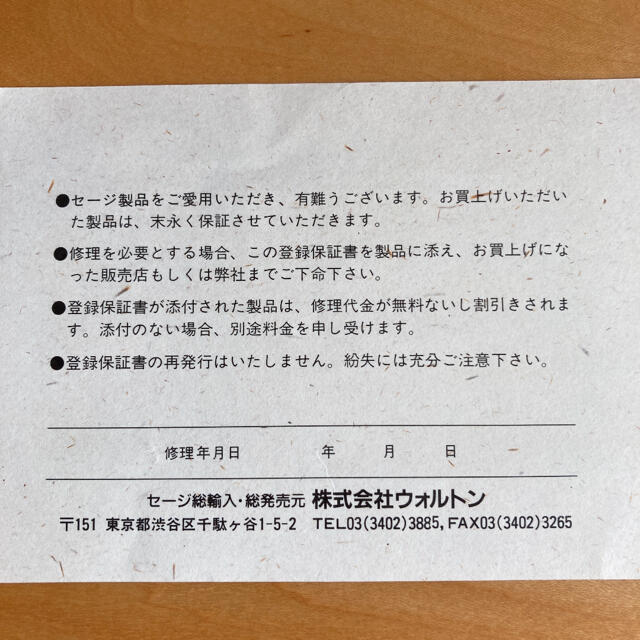 ●セージ製品をご愛用いただき、有難うございます。お買上げいただい
た製品は、末永く保証させていただきます。
●修理を必要とする場合、この登録保証書を製品に添え、お買上げにな
った販売店もしくは弊社までご下命下さい。
●登録保証書が添付された製品は、修理代金が無料ないし割引きされま
す。添付のない場合、別途料金を申し受けます。
●登録保証書の再発行はいたしません。紛失には充分ご注意下さい。
修理年月日 年 月 日
セージ総輸入・総発売元 株式会社ウォルトン
〒151 東京都渋谷区千駄ヶ谷1-5-2 TEL03(3402)3885,FAX03(3402)3265